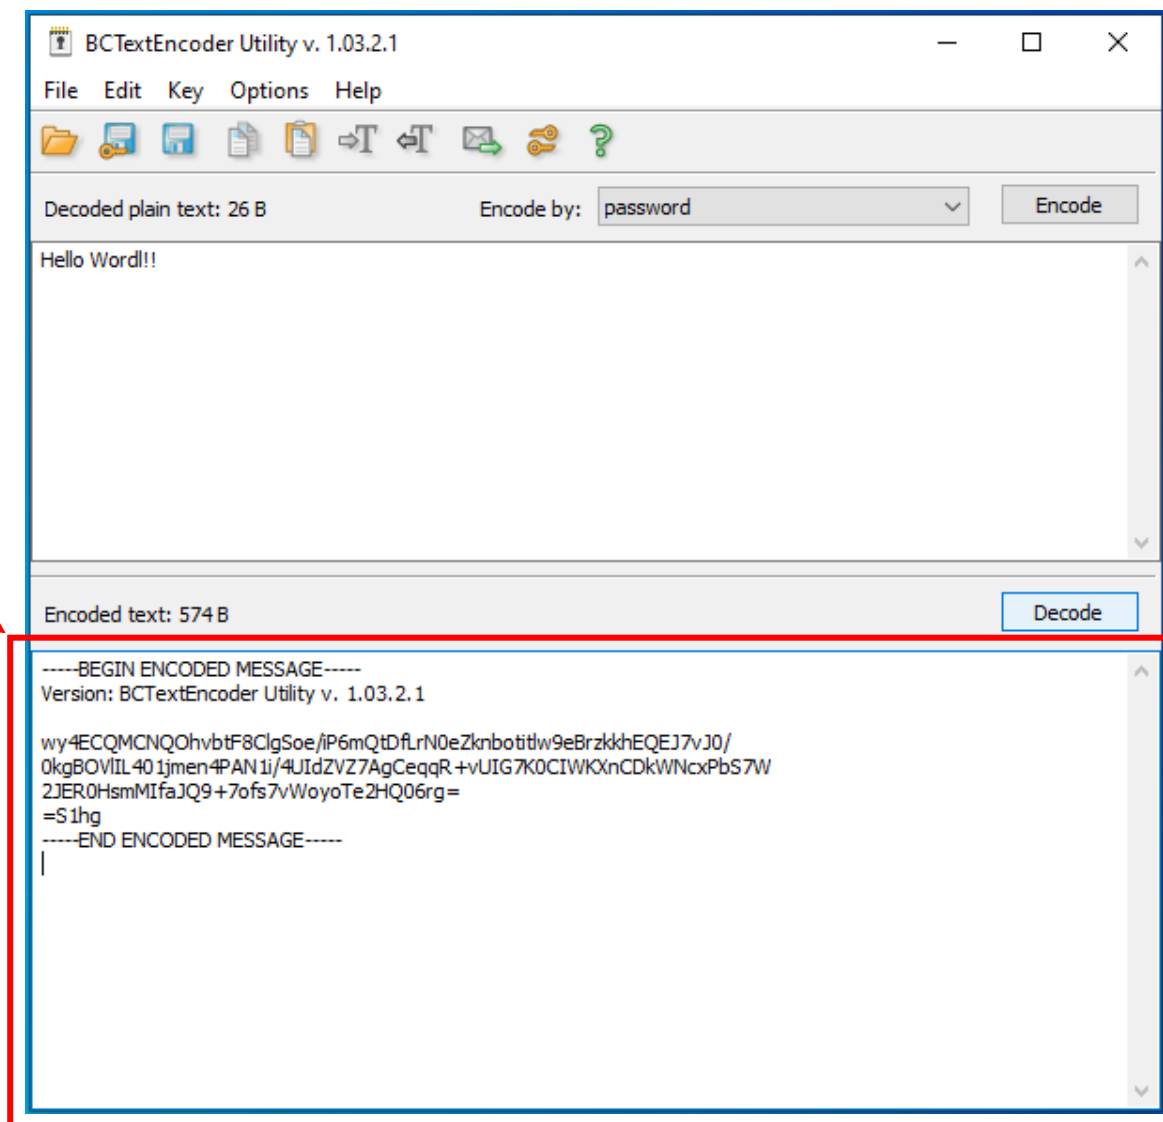 BCTextEncoder Utility v. 1.03.2.1
File Edit Key Options Help
Decoded plain text: 26 B Encode by: password Encode
Hello Wordl!!
Encoded text: 574 B Decode
-----BEGIN ENCODED MESSAGE-----
Version: BCTextEncoder Utility v. 1.03.2.1
wy4ECQMCNQOhvbtF8ClgSoe/iP6mQtDfLrN0eZknbotitlw9eBrzkkhEQEJ7vJ0/
0kgBOVlIL401jmen4PAN1i/4UIdZVZ7AgCeqqR+vUIG7K0CIWKXnCDkWNcxPbS7W
2JER0HsmMIfaJQ9+7ofs7vWoyoTe2HQ06rg=
=S1hg
-----END ENCODED MESSAGE-----